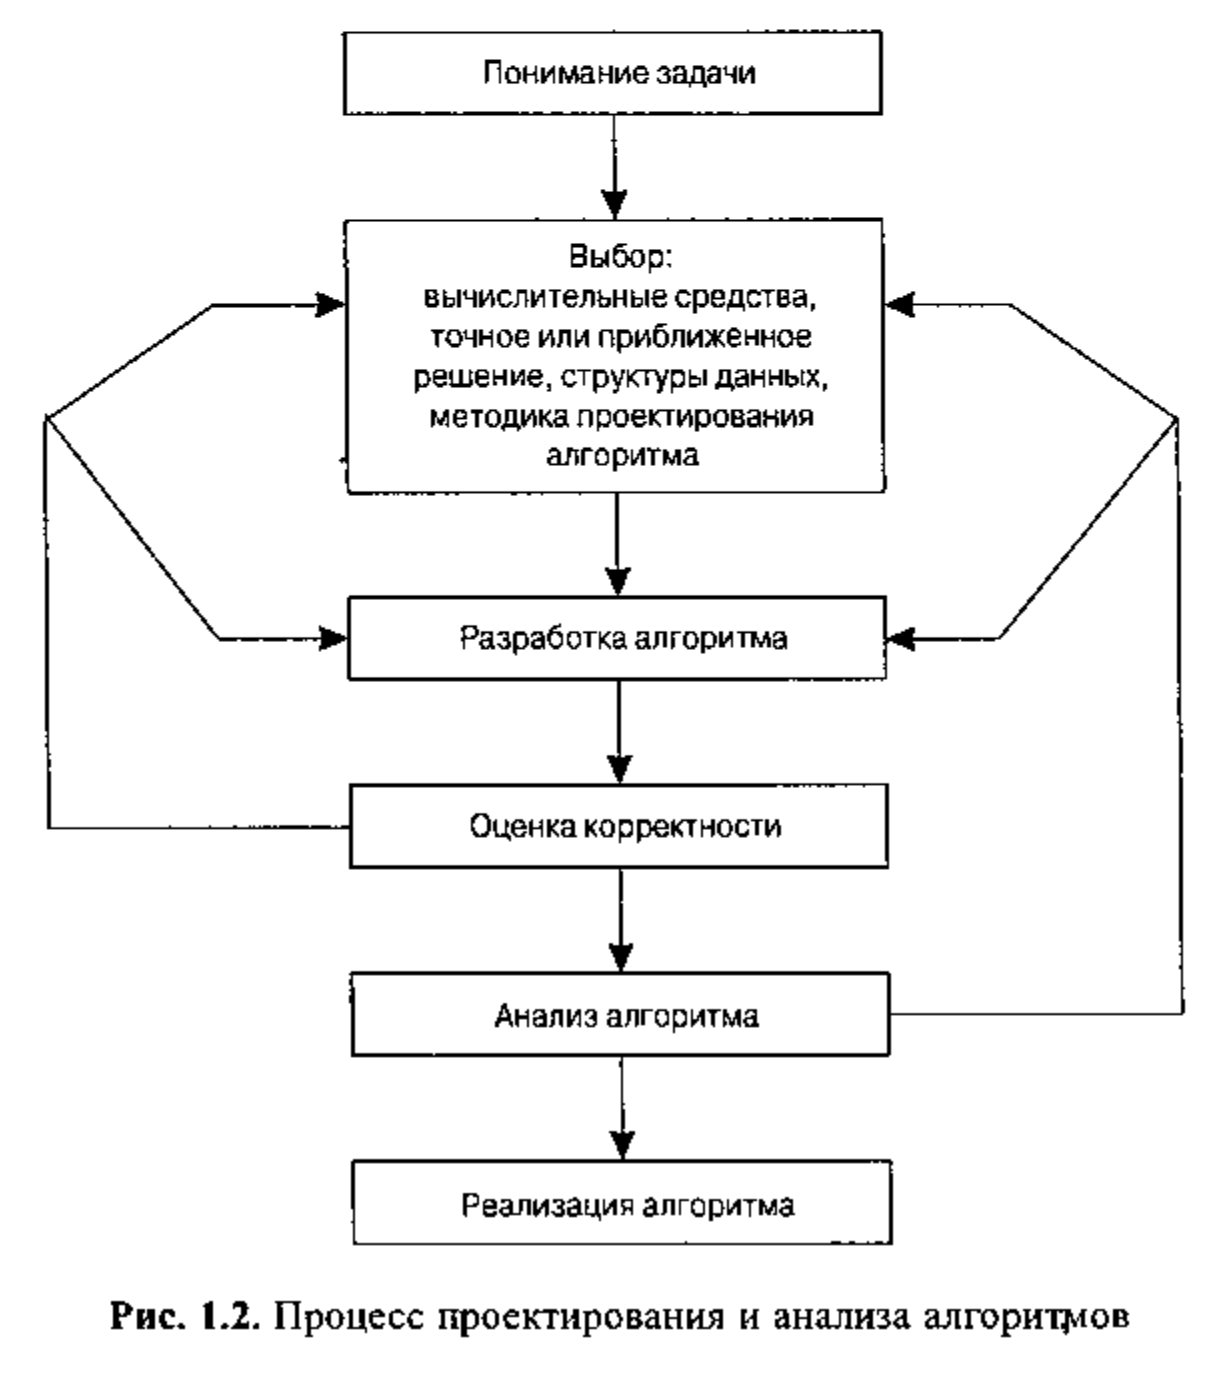 Понимание задачи
Выбор:
вычислительные средства,
точное или приближенное
решение, структуры данных,
методика проектирования
алгоритма
Разработка алгоритма
Оценка корректности
Анализ алгоритма
Реализация алгоритма
Рис. 1.2. Процесс проектирования и анализа алгоритмов